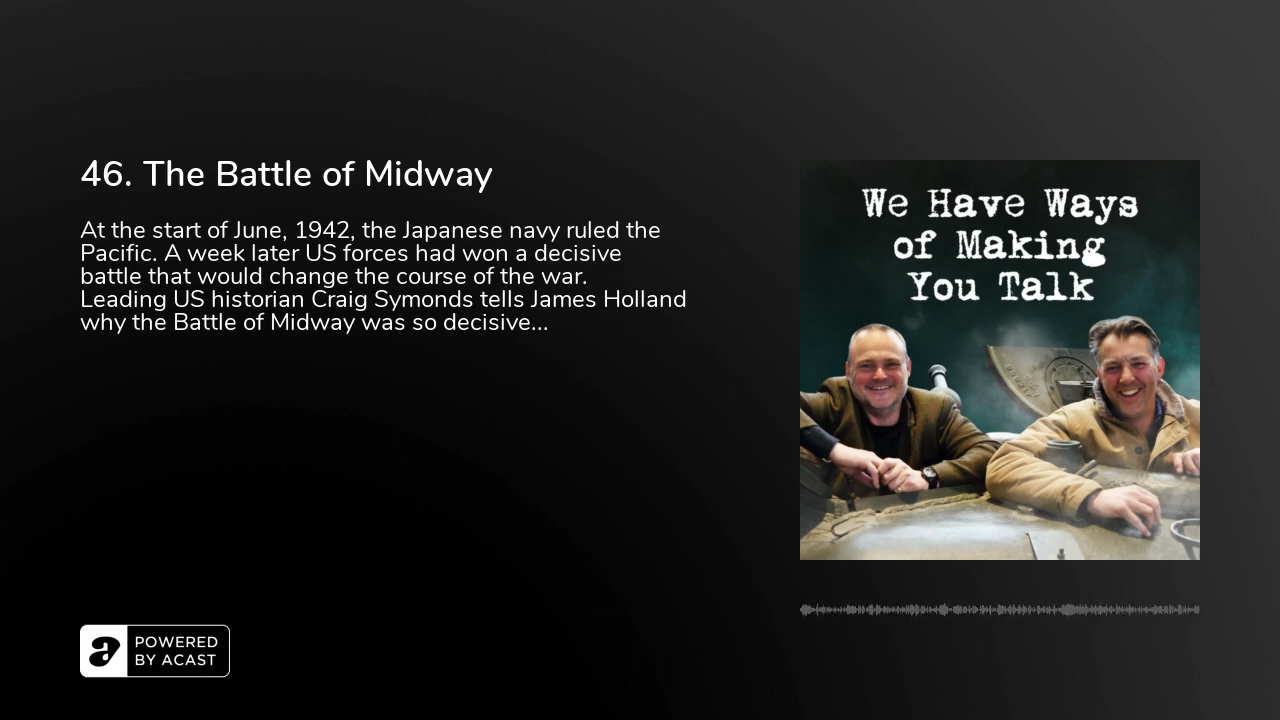 46. The Battle of Midway
At the start of June, 1942, the Japanese navy ruled the
Pacific. A week later US forces had won a decisive
battle that would change the course of the war.
Leading US historian Craig Symonds tells James Holland
why the Battle of Midway was so decisive...
We Have Ways
of Making
You Talk
POWERED
BY ACAST